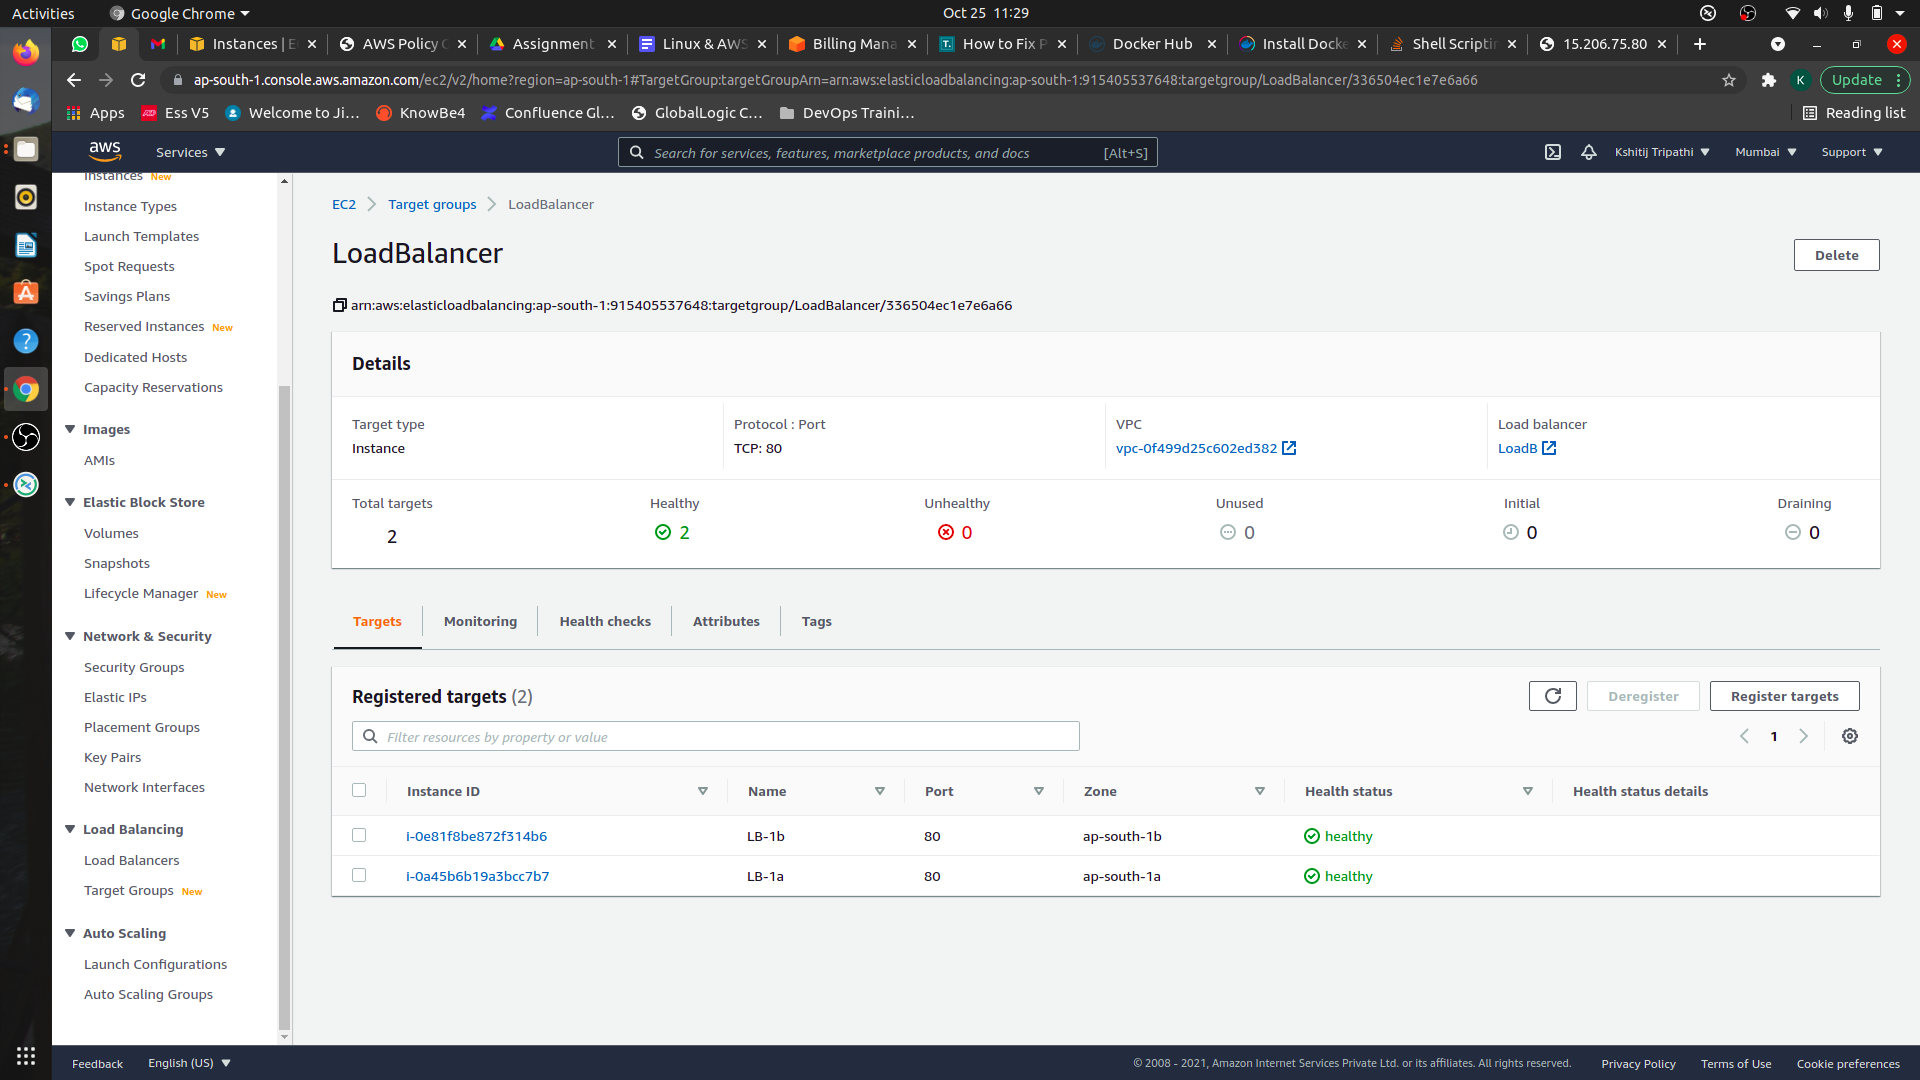 Activities
Google Chrome
Oct 25 11:29
Instances | E
AWS Policy G
Assignment
Linux & AWS
Billing Mana
How to Fix P
Docker Hub
Install Docke
Shell Scriptin
15.206.75.80
ap-south-1.console.aws.amazon.com/ec2/v2/home?region=ap-south-1#TargetGroup:targetGroupArn=arn:aws:elasticloadbalancing:ap-south-1:915405537648:targetgroup/LoadBalancer/336504ec1e7e6a66
K
Update
Apps
Ess V5
Welcome to Ji...
KnowBe4
Confluence Gl...
GlobalLogic C...
DevOps Traini...
Reading list
aws
Services
Search for services, features, marketplace products, and docs
[Alt+S]
Kshitij Tripathi
Mumbai
Support
Instances New
Instance Types
Launch Templates
Spot Requests
Savings Plans
Reserved Instances New
Dedicated Hosts
Capacity Reservations
Images
AMIs
Elastic Block Store
Volumes
Snapshots
Lifecycle Manager New
Network & Security
Security Groups
Elastic IPs
Placement Groups
Key Pairs
Network Interfaces
Load Balancing
Load Balancers
Target Groups New
Auto Scaling
Launch Configurations
Auto Scaling Groups
EC2
Target groups
LoadBalancer
LoadBalancer
Delete
arn:aws:elasticloadbalancing:ap-south-1:915405537648:targetgroup/LoadBalancer/336504ec1e7e6a66
Details
Target type
Instance
Protocol : Port
TCP: 80
VPC
vpc-0f499d25c602ed382
Load balancer
LoadB
Total targets
2
Healthy
2
Unhealthy
0
Unused
0
Initial
0
Draining
0
Targets
Monitoring
Health checks
Attributes
Tags
Registered targets (2)
Deregister
Register targets
Filter resources by property or value
1
Instance ID
Name
Port
Zone
Health status
Health status details
i-0e81f8be872f314b6
LB-1b
80
ap-south-1b
healthy
i-0a45b6b19a3bcc7b7
LB-1a
80
ap-south-1a
healthy
Feedback
English (US)
© 2008 - 2021, Amazon Internet Services Private Ltd. or its affiliates. All rights reserved.
Privacy Policy
Terms of Use
Cookie preferences